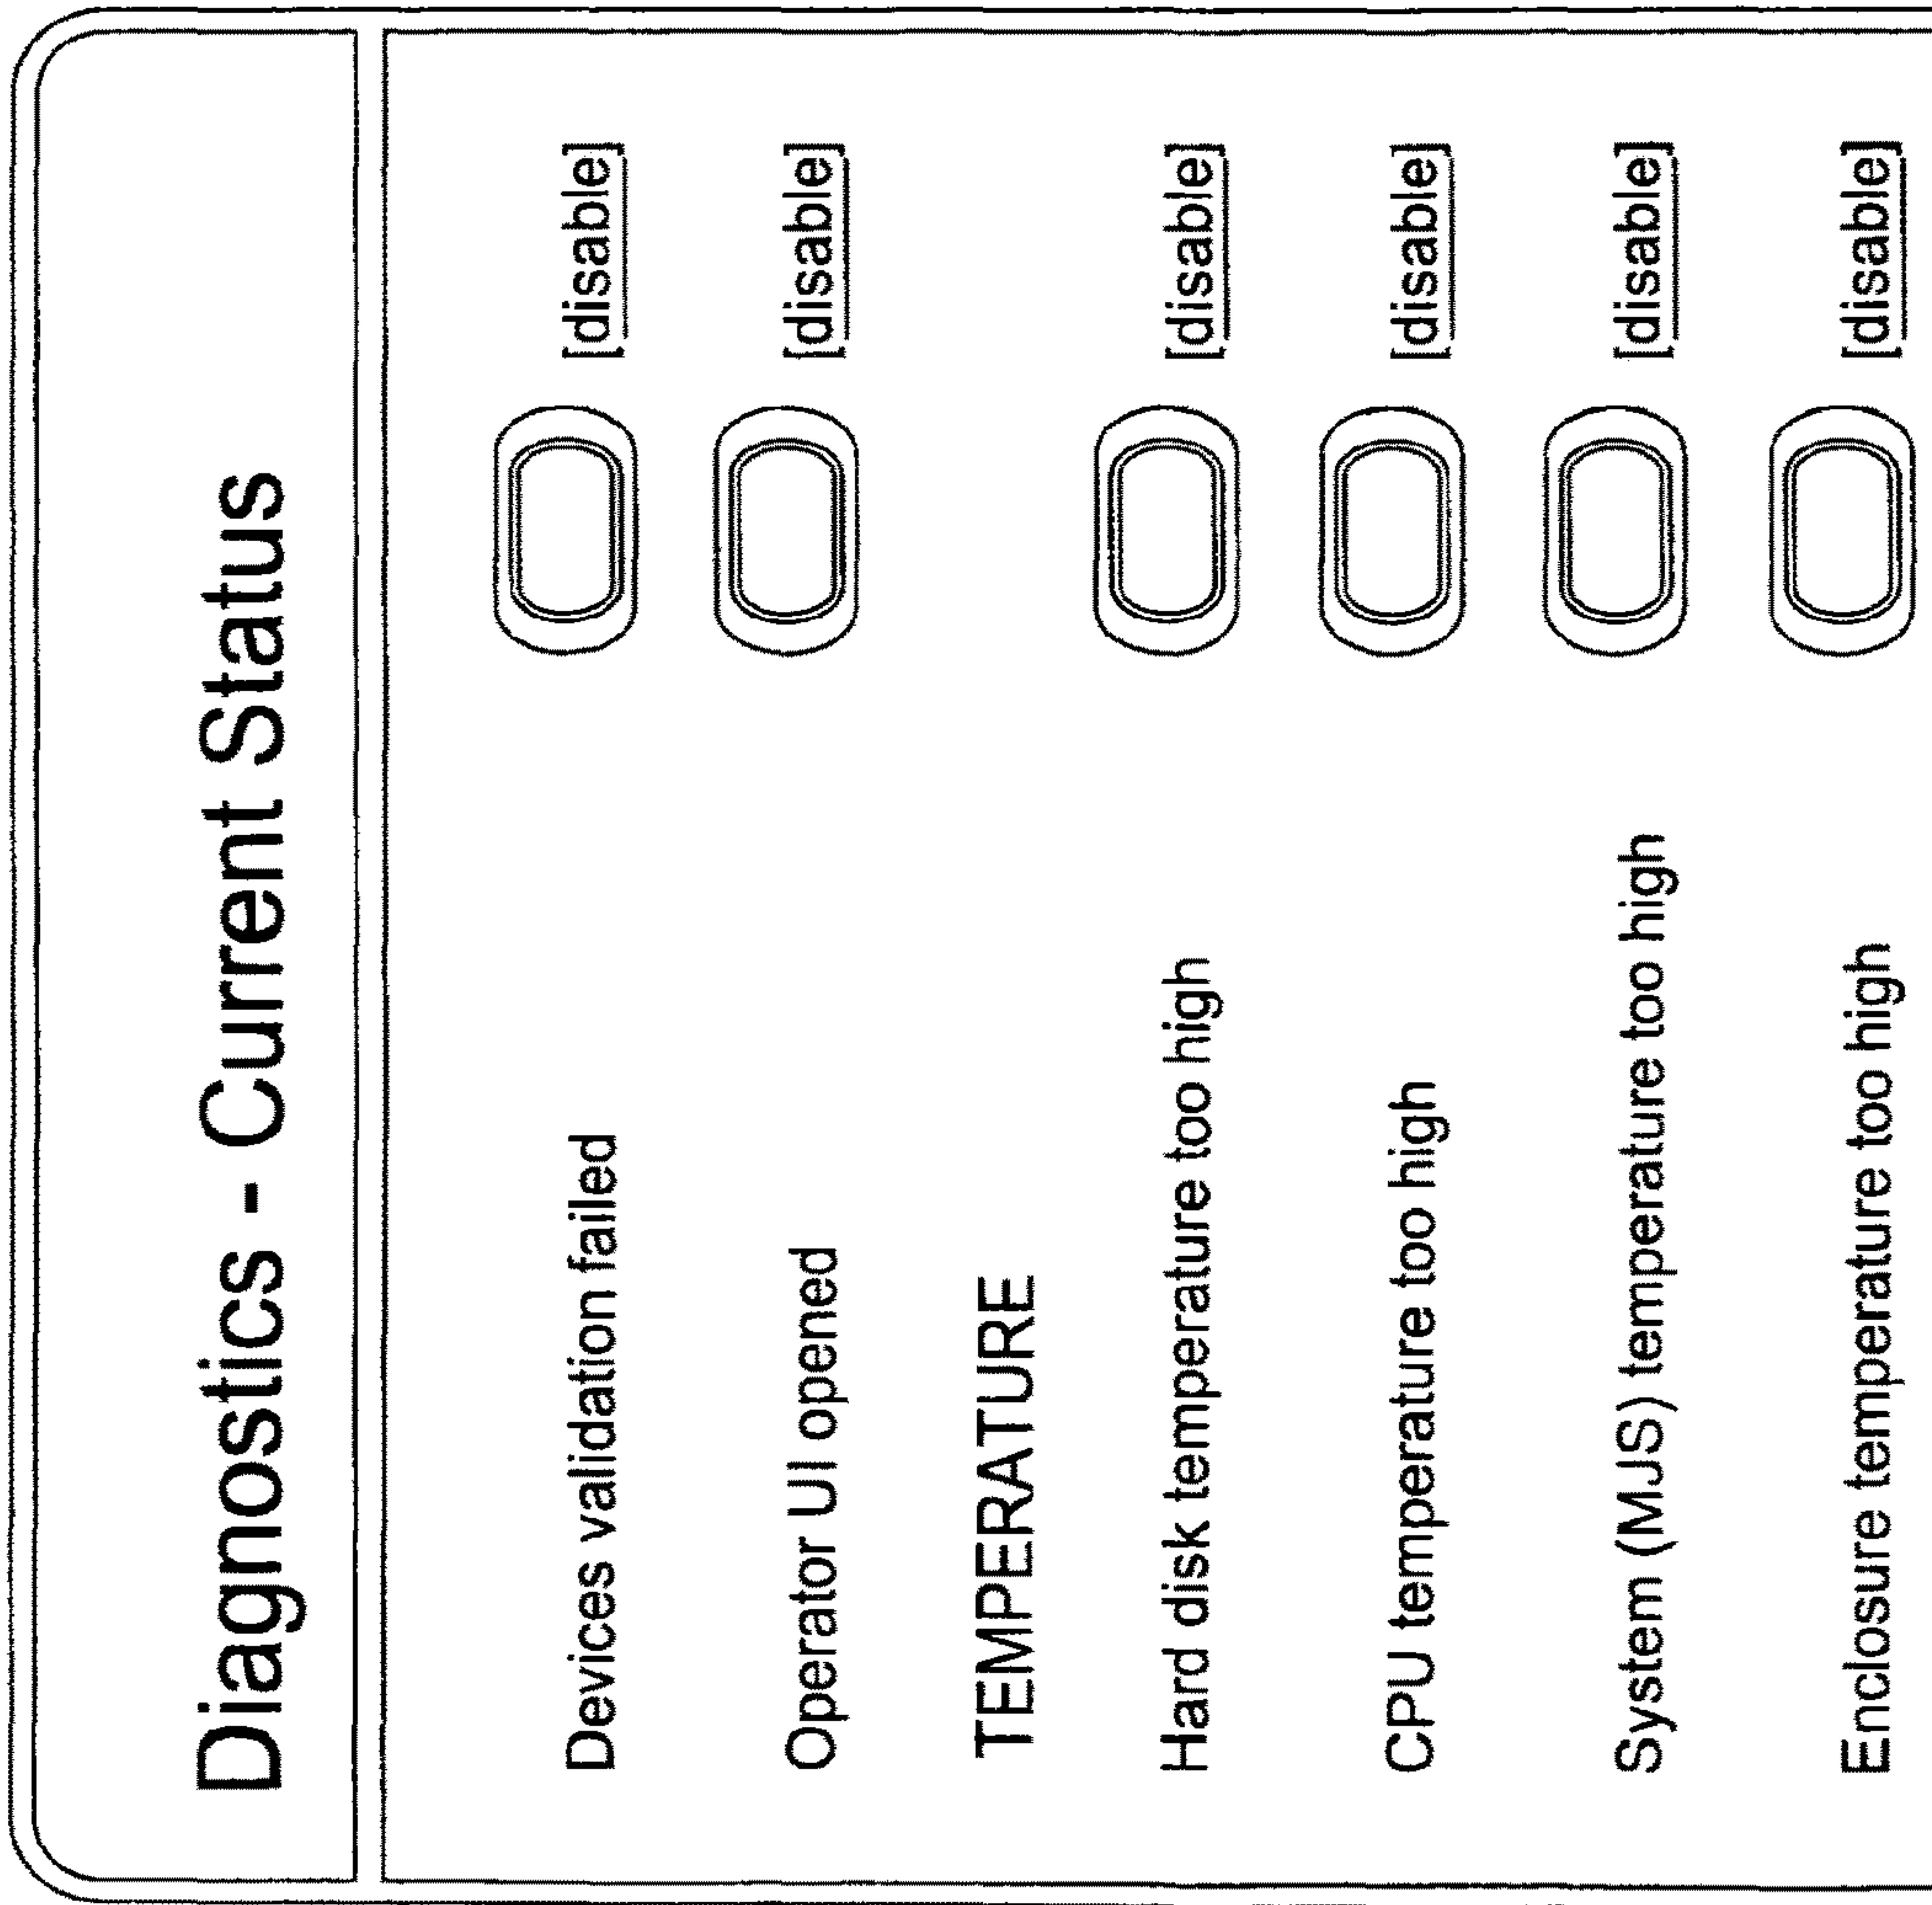 Diagnostics - Current Status
Devices validation failed [disable]
Operator UI opened [disable]
TEMPERATURE
Hard disk temperature too high [disable]
CPU temperature too high [disable]
System (MJS) temperature too high [disable]
Enclosure temperature too high [disable]